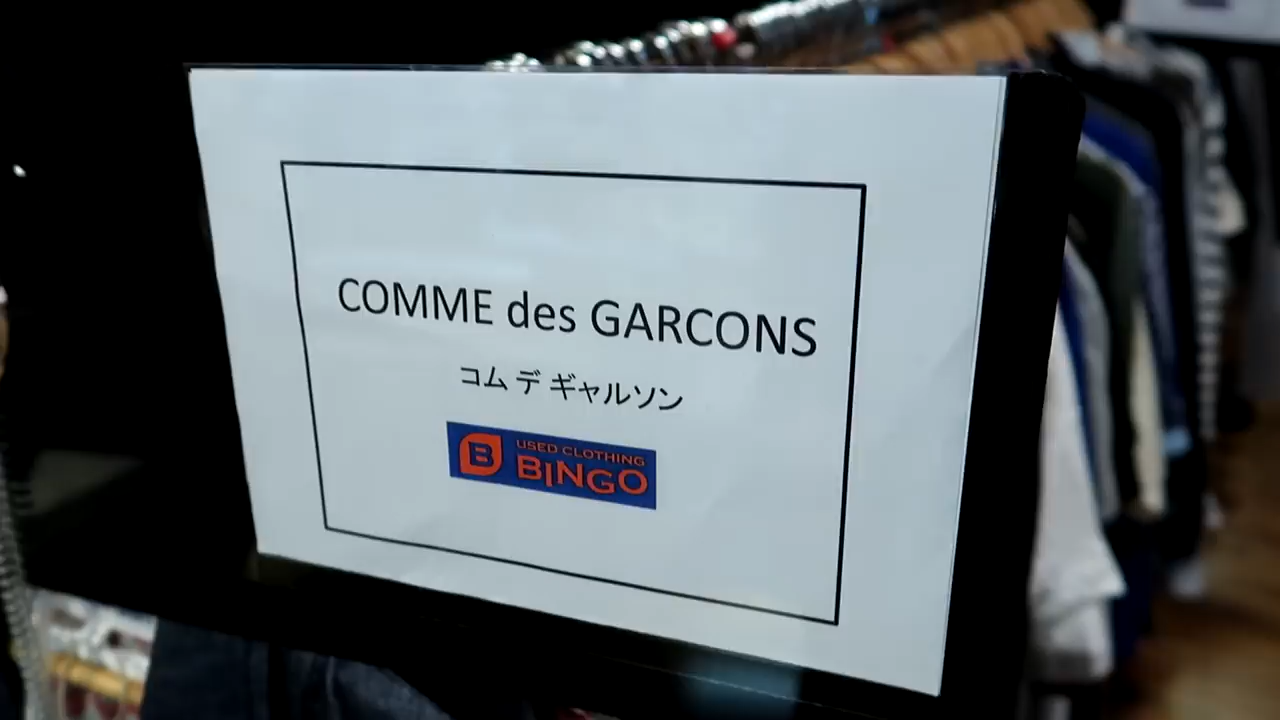 COMME des GARCONS
コム デ ギャルソン
B USED CLOTHING
BINGO